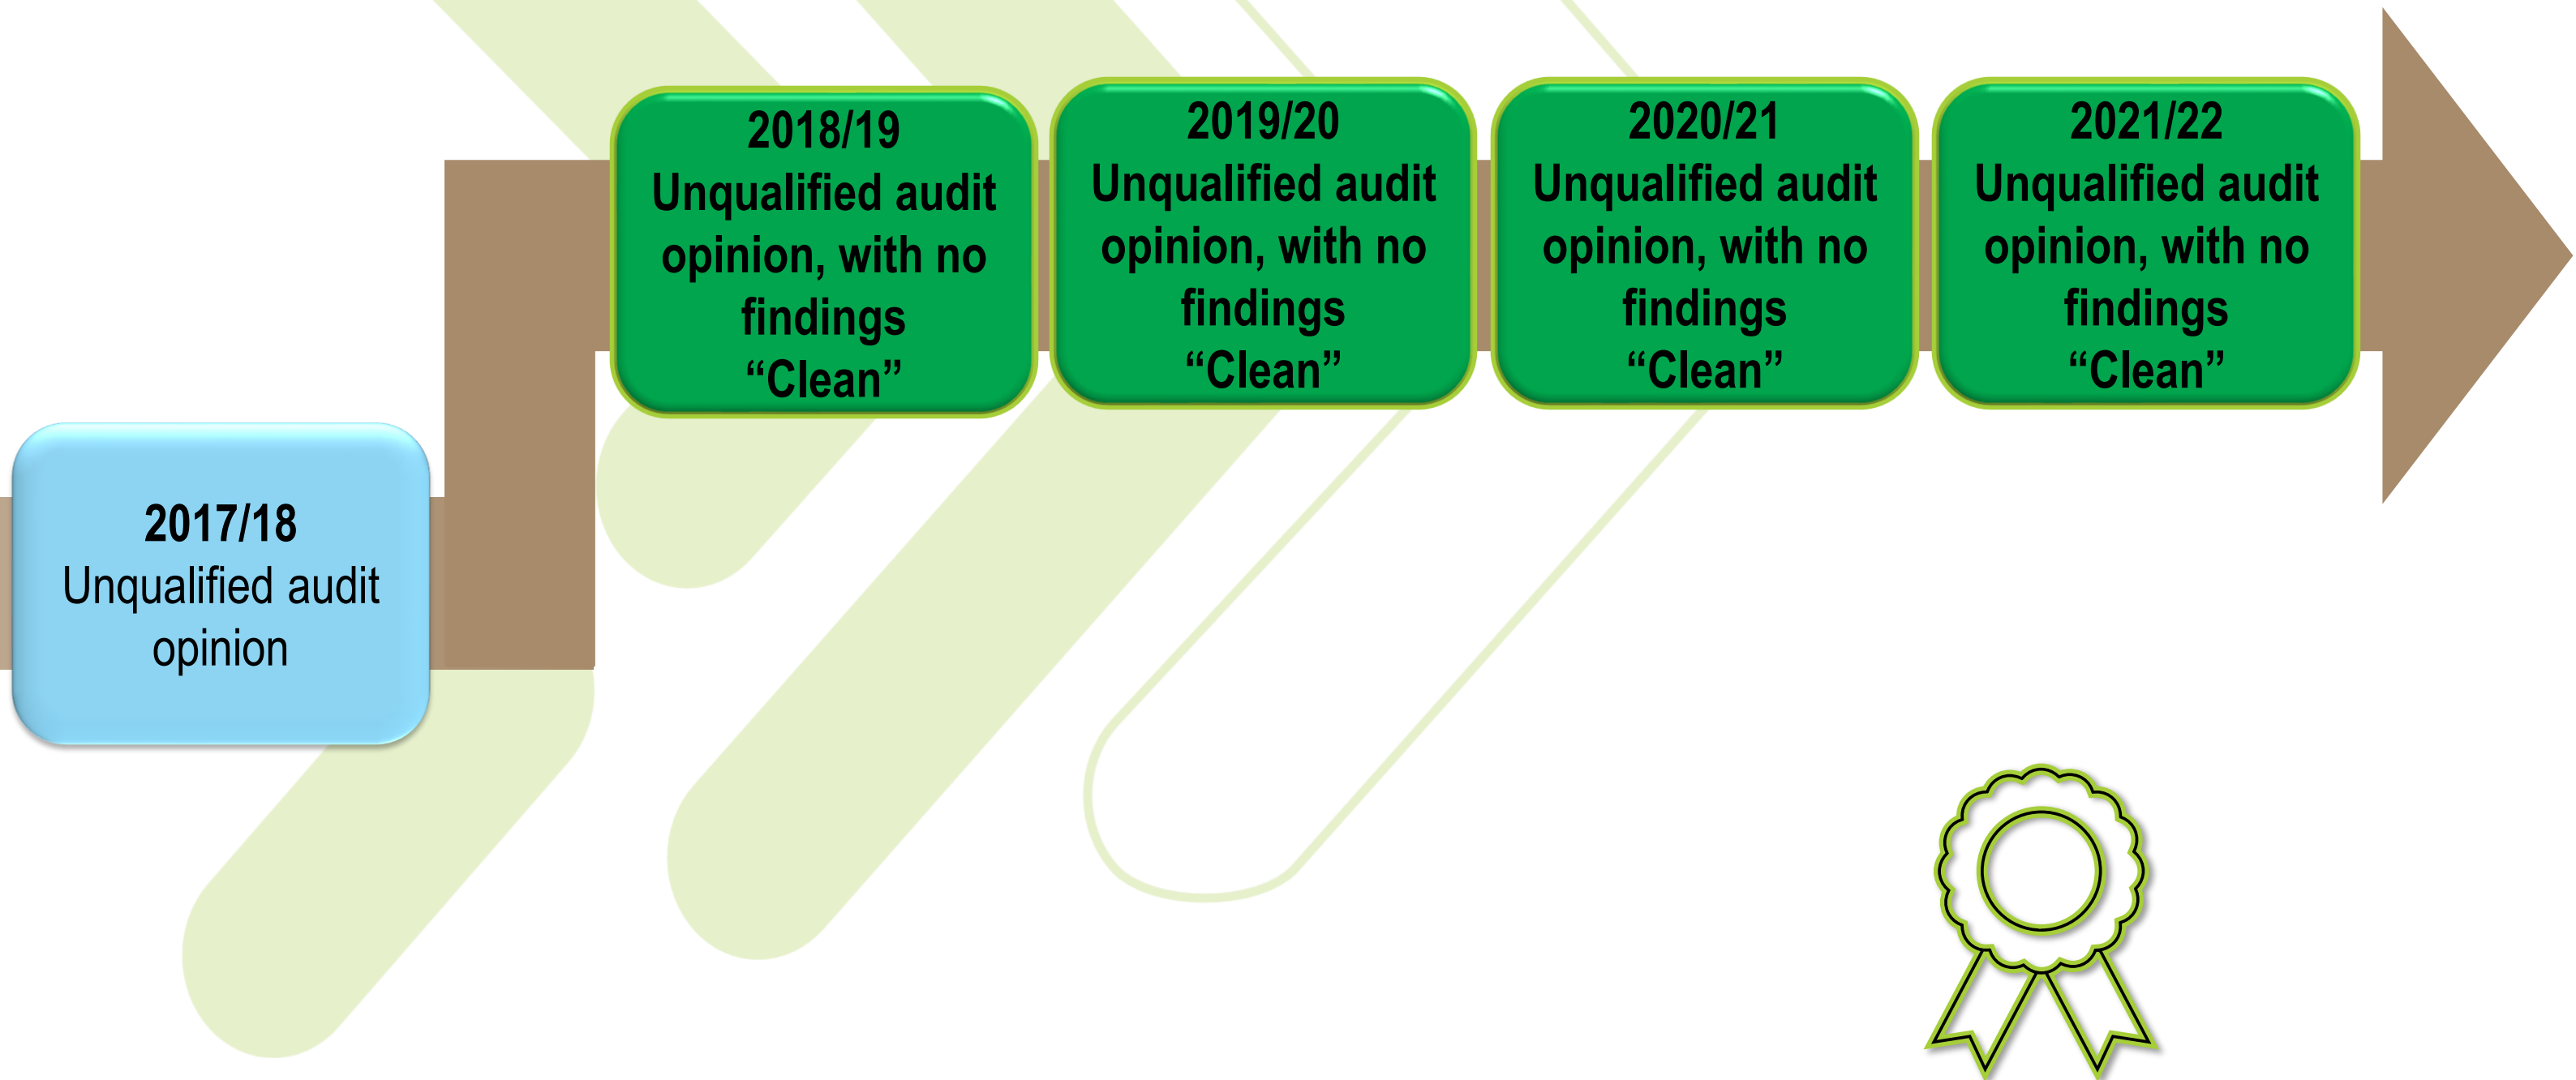 2017/18
Unqualified audit
opinion
2018/19
Unqualified audit
opinion, with no
findings
“Clean”
2019/20
Unqualified audit
opinion, with no
findings
“Clean”
2020/21
Unqualified audit
opinion, with no
findings
“Clean”
2021/22
Unqualified audit
opinion, with no
findings
“Clean”